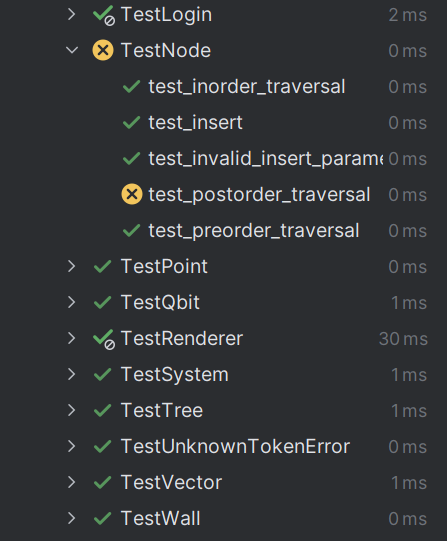 TestLogin 2 ms
TestNode 0 ms
test_inorder_traversal 0 ms
test_insert 0 ms
test_invalid_insert_parame 0 ms
test_postorder_traversal 0 ms
test_preorder_traversal 0 ms
TestPoint 0 ms
TestQbit 1 ms
TestRenderer 30 ms
TestSystem 1 ms
TestTree 1 ms
TestUnknownTokenError 0 ms
TestVector 1 ms
TestWall 0 ms